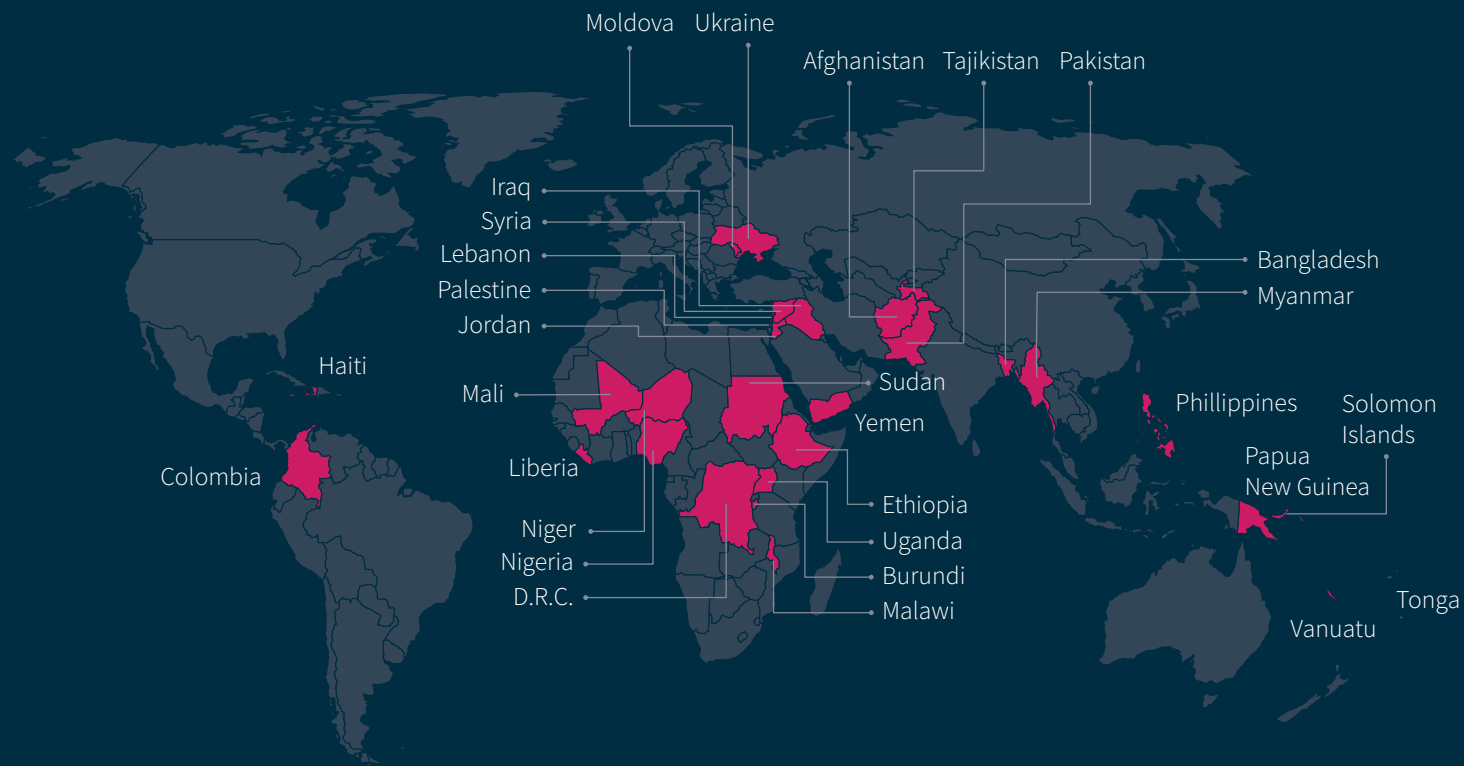 Moldova
Ukraine
Afghanistan
Tajikistan
Pakistan
Iraq
Syria
Lebanon
Palestine
Jordan
Bangladesh
Myanmar
Haiti
Mali
Sudan
Yemen
Phillippines
Solomon
Islands
Papua
New Guinea
Colombia
Liberia
Niger
Nigeria
D.R.C.
Ethiopia
Uganda
Burundi
Malawi
Tonga
Vanuatu